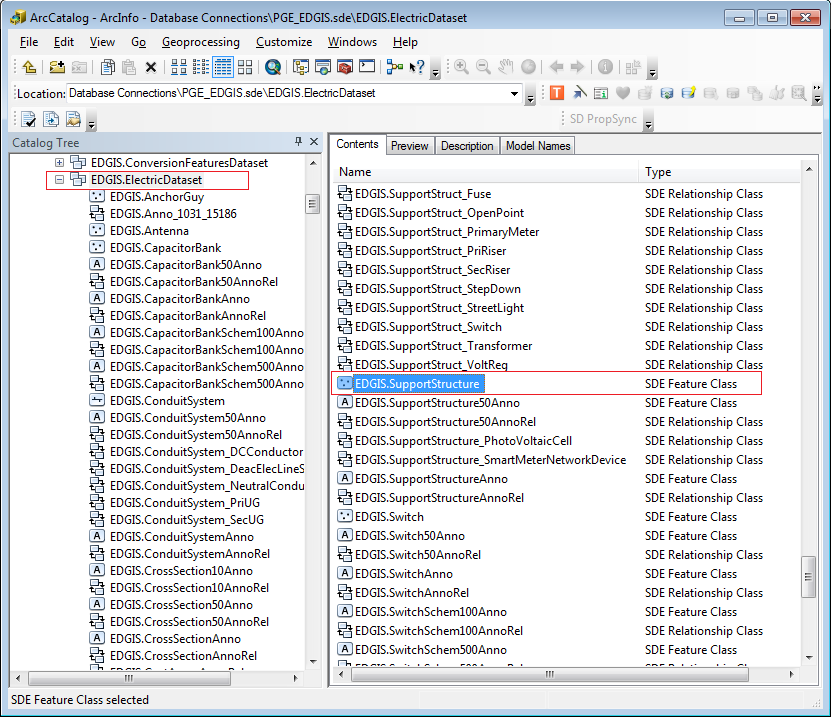 ArcCatalog - ArcInfo - Database Connections\PGE_EDGIS.sde\EDGIS.ElectricDataset
File Edit View Go Geoprocessing Customize Windows Help
Location: Database Connections\PGE_EDGIS.sde\EDGIS.ElectricDataset
T
SD PropSync
Catalog Tree
EDGIS.ConversionFeaturesDataset
EDGIS.ElectricDataset
EDGIS.AnchorGuy
EDGIS.Anno_1031_15186
EDGIS.Antenna
EDGIS.CapacitorBank
A EDGIS.CapacitorBank50Anno
EDGIS.CapacitorBank50AnnoRel
A EDGIS.CapacitorBankAnno
EDGIS.CapacitorBankAnnoRel
A EDGIS.CapacitorBankSchem100Anno
EDGIS.CapacitorBankSchem100Anno
A EDGIS.CapacitorBankSchem500Anno
EDGIS.CapacitorBankSchem500Anno
EDGIS.ConduitSystem
A EDGIS.ConduitSystem50Anno
EDGIS.ConduitSystem50AnnoRel
EDGIS.ConduitSystem_DCConductor
EDGIS.ConduitSystem_DeacElecLineS
EDGIS.ConduitSystem_NeutralCondu
EDGIS.ConduitSystem_PriUG
EDGIS.ConduitSystem_SecUG
A EDGIS.ConduitSystemAnno
EDGIS.ConduitSystemAnnoRel
A EDGIS.CrossSection10Anno
EDGIS.CrossSection10AnnoRel
A EDGIS.CrossSection50Anno
EDGIS.CrossSection50AnnoRel
A EDGIS.CrossSectionAnno
EDGIS.CrossSectionAnnoRel
Contents Preview Description Model Names
Name Type
EDGIS.SupportStruct_Fuse SDE Relationship Class
EDGIS.SupportStruct_OpenPoint SDE Relationship Class
EDGIS.SupportStruct_PrimaryMeter SDE Relationship Class
EDGIS.SupportStruct_PriRiser SDE Relationship Class
EDGIS.SupportStruct_SecRiser SDE Relationship Class
EDGIS.SupportStruct_StepDown SDE Relationship Class
EDGIS.SupportStruct_StreetLight SDE Relationship Class
EDGIS.SupportStruct_Switch SDE Relationship Class
EDGIS.SupportStruct_Transformer SDE Relationship Class
EDGIS.SupportStruct_VoltReg SDE Relationship Class
EDGIS.SupportStructure SDE Feature Class
A EDGIS.SupportStructure50Anno SDE Feature Class
EDGIS.SupportStructure50AnnoRel SDE Relationship Class
EDGIS.SupportStructure_PhotoVoltaicCell SDE Relationship Class
EDGIS.SupportStructure_SmartMeterNetworkDevice SDE Relationship Class
A EDGIS.SupportStructureAnno SDE Feature Class
EDGIS.SupportStructureAnnoRel SDE Relationship Class
EDGIS.Switch SDE Feature Class
A EDGIS.Switch50Anno SDE Feature Class
EDGIS.Switch50AnnoRel SDE Relationship Class
A EDGIS.SwitchAnno SDE Feature Class
EDGIS.SwitchAnnoRel SDE Relationship Class
A EDGIS.SwitchSchem100Anno SDE Feature Class
EDGIS.SwitchSchem100AnnoRel SDE Relationship Class
A EDGIS.SwitchSchem500Anno SDE Feature Class
EDGIS.SwitchSchem500AnnoRel SDE Relationship Class
SDE Feature Class selected